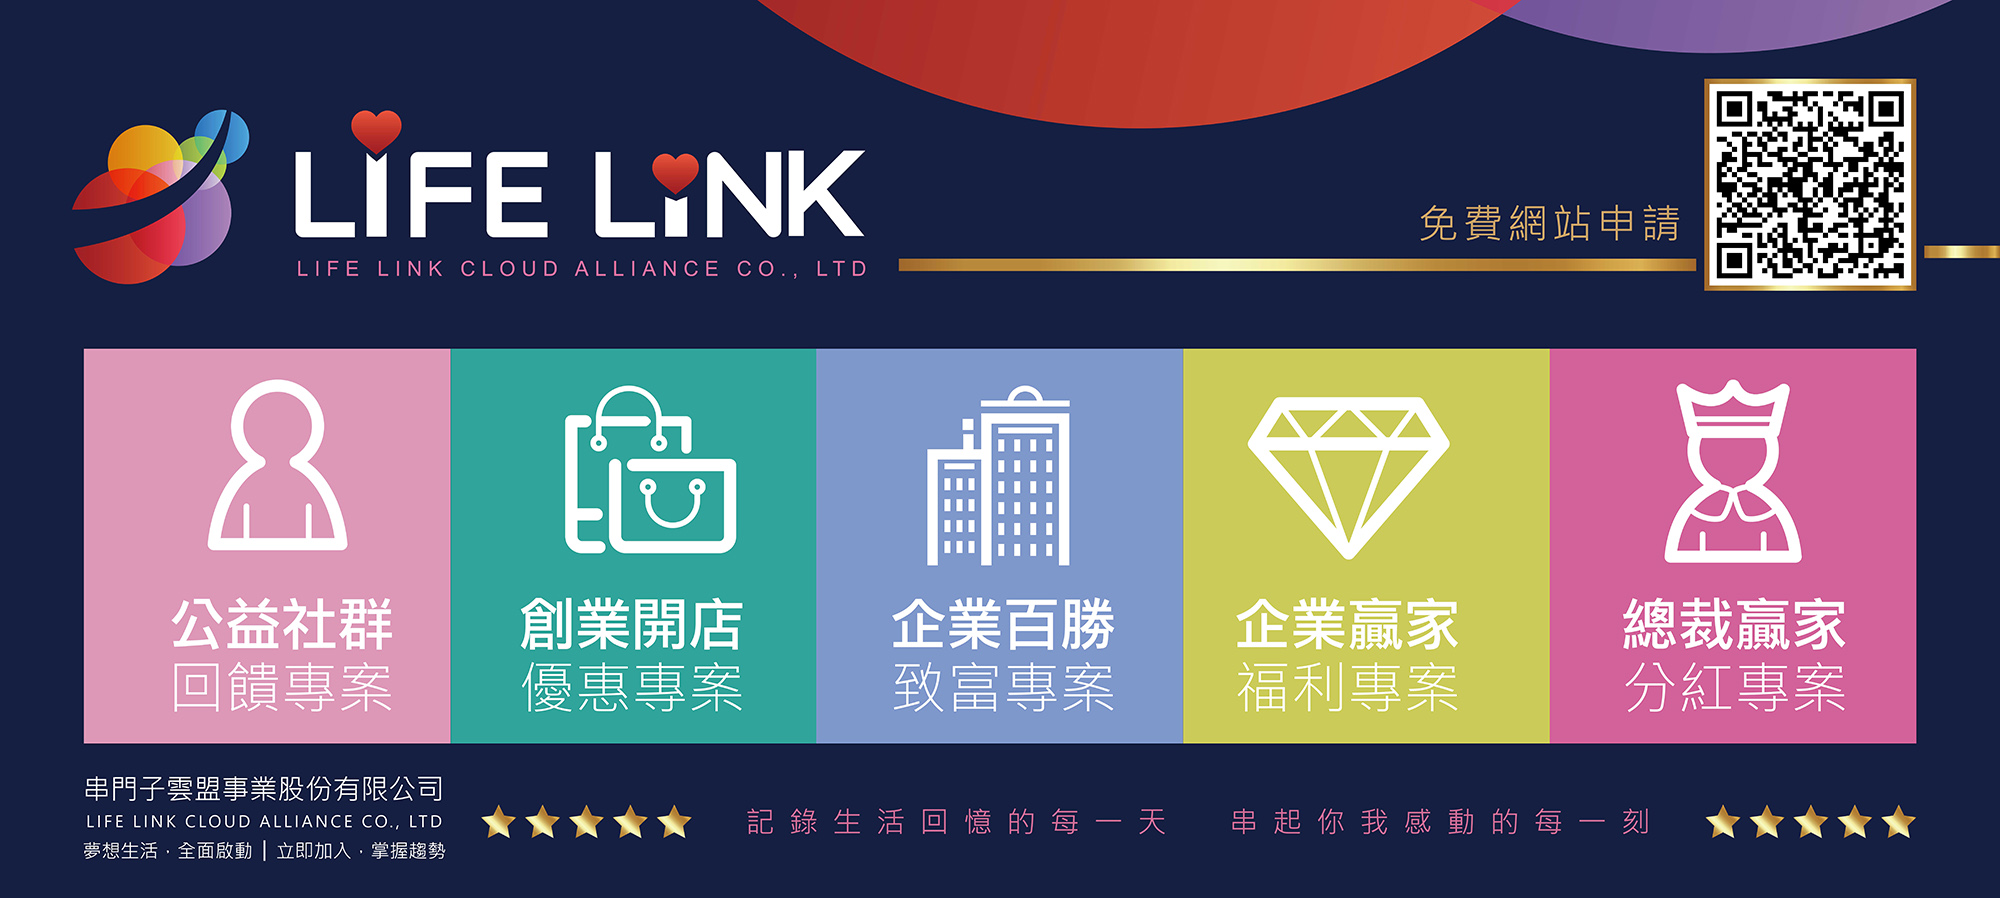 LIFE LINK
LIFE LINK CLOUD ALLIANCE CO., LTD
免費網站申請
公益社群
回饋專案
創業開店
優惠專案
企業百勝
致富專案
企業贏家
福利專案
總裁贏家
分紅專案
串門子雲盟事業股份有限公司
LIFE LINK CLOUD ALLIANCE CO., LTD
夢想生活·全面啟動 | 立即加入·掌握趨勢
記錄生活回憶的每一天 串起你我感動的每一刻